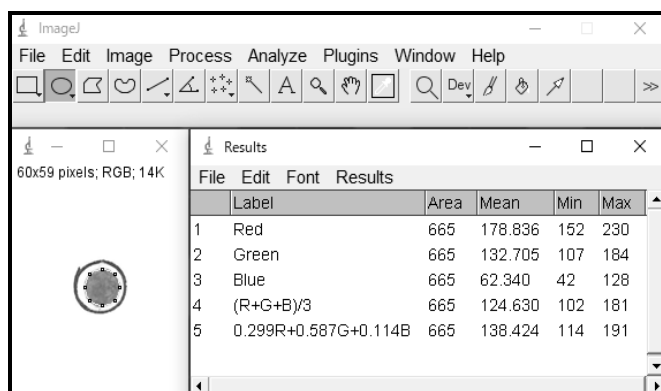 ImageJ
File Edit Image Process Analyze Plugins Window Help
A Dev >>
60x59 pixels; RGB; 14K
Results
File Edit Font Results
Label Area Mean Min Max
1 Red 665 178.836 152 230
2 Green 665 132.705 107 184
3 Blue 665 62.340 42 128
4 (R+G+B)/3 665 124.630 102 181
5 0.299R+0.587G+0.114B 665 138.424 114 191